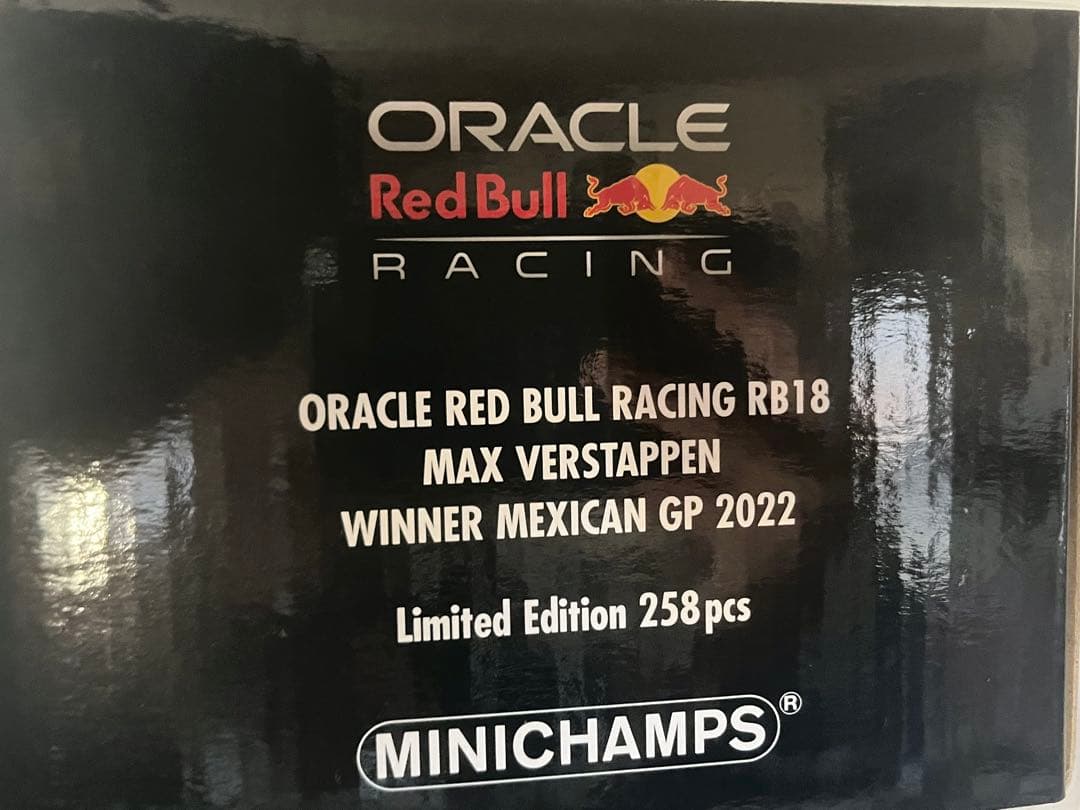 ORACLE
Red Bull
RACING
ORACLE RED BULL RACING RB18
MAX VERSTAPPEN
WINNER MEXICAN GP 2022
Limited Edition 258pcs
MINICHAMPS®